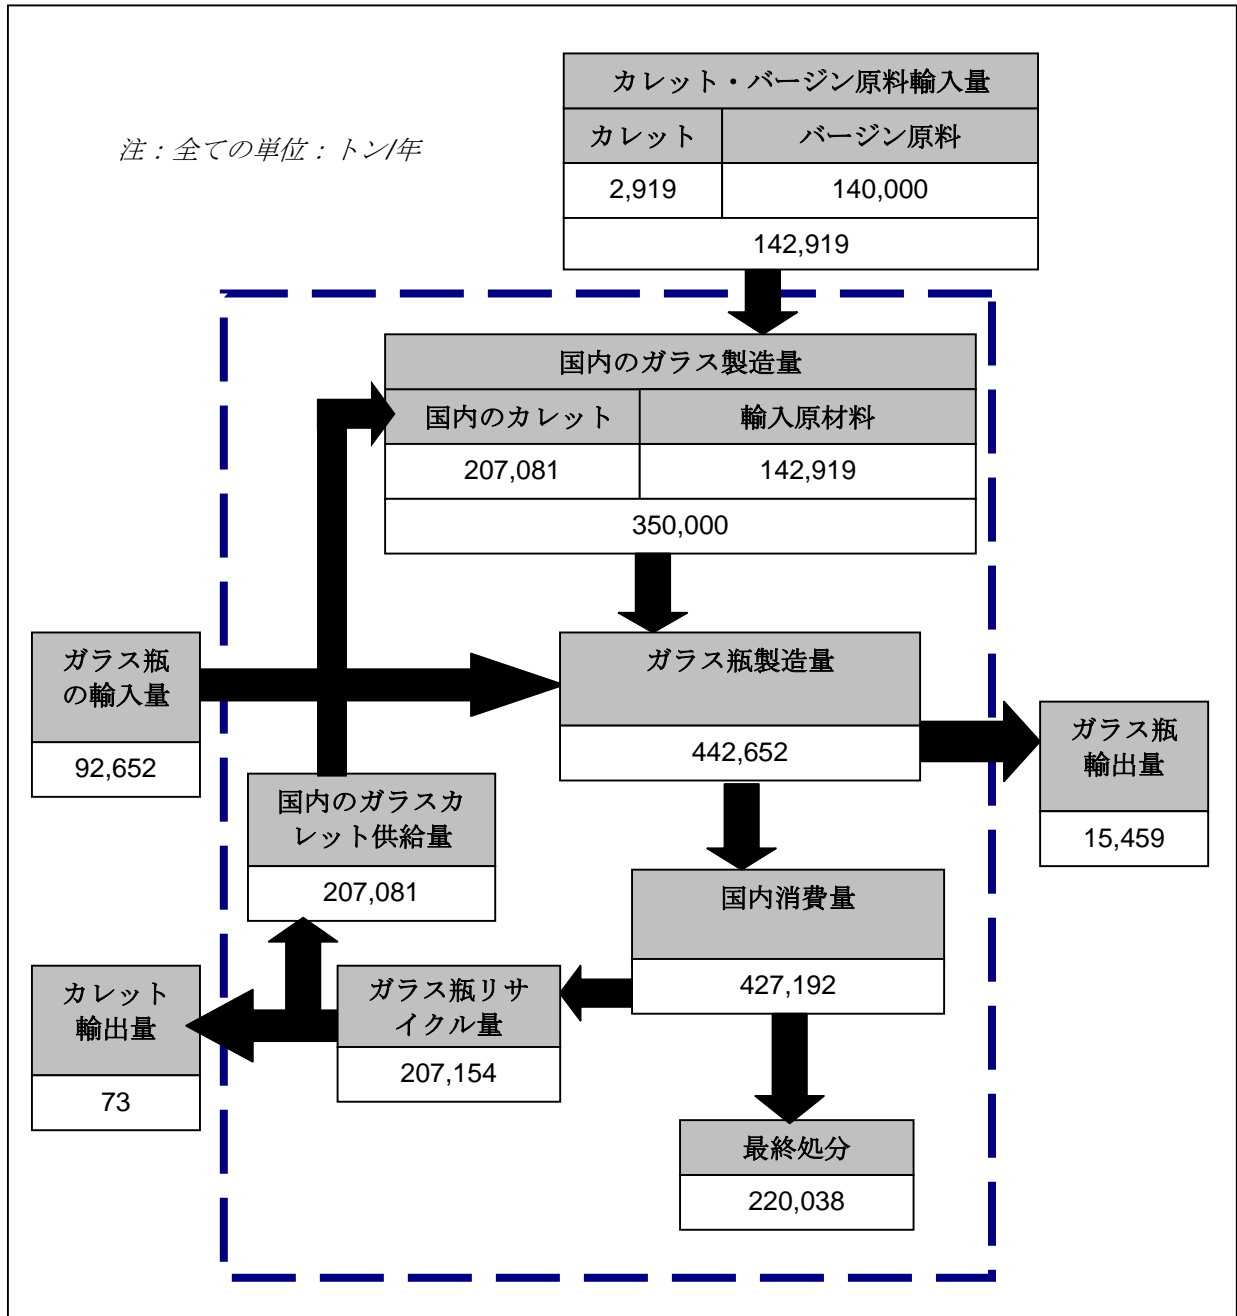 カレット・バージン原料輸入量
カレット バージン原料
2,919 140,000
142,919
注：全ての単位：トン/年
国内のガラス製造量
国内のカレット 輸入原材料
207,081 142,919
350,000
ガラス瓶
の輸入量
92,652
ガラス瓶製造量
442,652
ガラス瓶
輸出量
15,459
国内のガラスカ
レット供給量
207,081
国内消費量
427,192
カレット
輸出量
73
ガラス瓶リサ
イクル量
207,154
最終処分
220,038